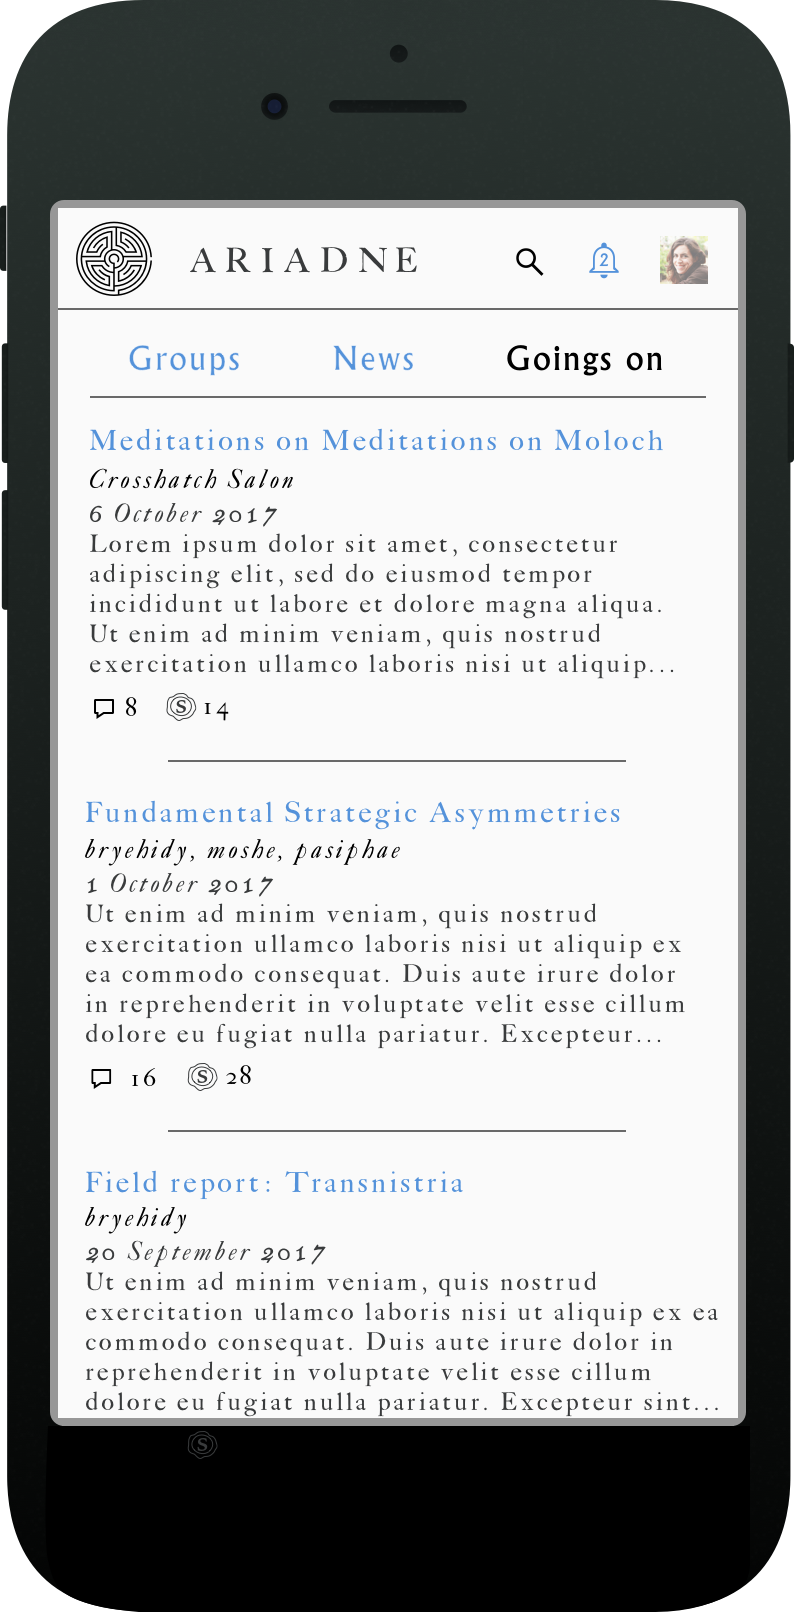 ARIADNE
2
Groups News Goings on
Meditations on Meditations on Moloch
Crosshatch Salon
6 October 2017
Lorem ipsum dolor sit amet, consectetur
adipiscing elit, sed do eiusmod tempor
incididunt ut labore et dolore magna aliqua.
Ut enim ad minim veniam, quis nostrud
exercitation ullamco laboris nisi ut aliquip...
8 S 14
Fundamental Strategic Asymmetries
bryehidy, moshe, pasiphae
1 October 2017
Ut enim ad minim veniam, quis nostrud
exercitation ullamco laboris nisi ut aliquip ex
ea commodo consequat. Duis aute irure dolor
in reprehenderit in voluptate velit esse cillum
dolore eu fugiat nulla pariatur. Excepteur...
16 S 28
Field report: Transnistria
bryehidy
20 September 2017
Ut enim ad minim veniam, quis nostrud
exercitation ullamco laboris nisi ut aliquip ex ea
commodo consequat. Duis aute irure dolor in
reprehenderit in voluptate velit esse cillum
dolore eu fugiat nulla pariatur. Excepteur sint...
S